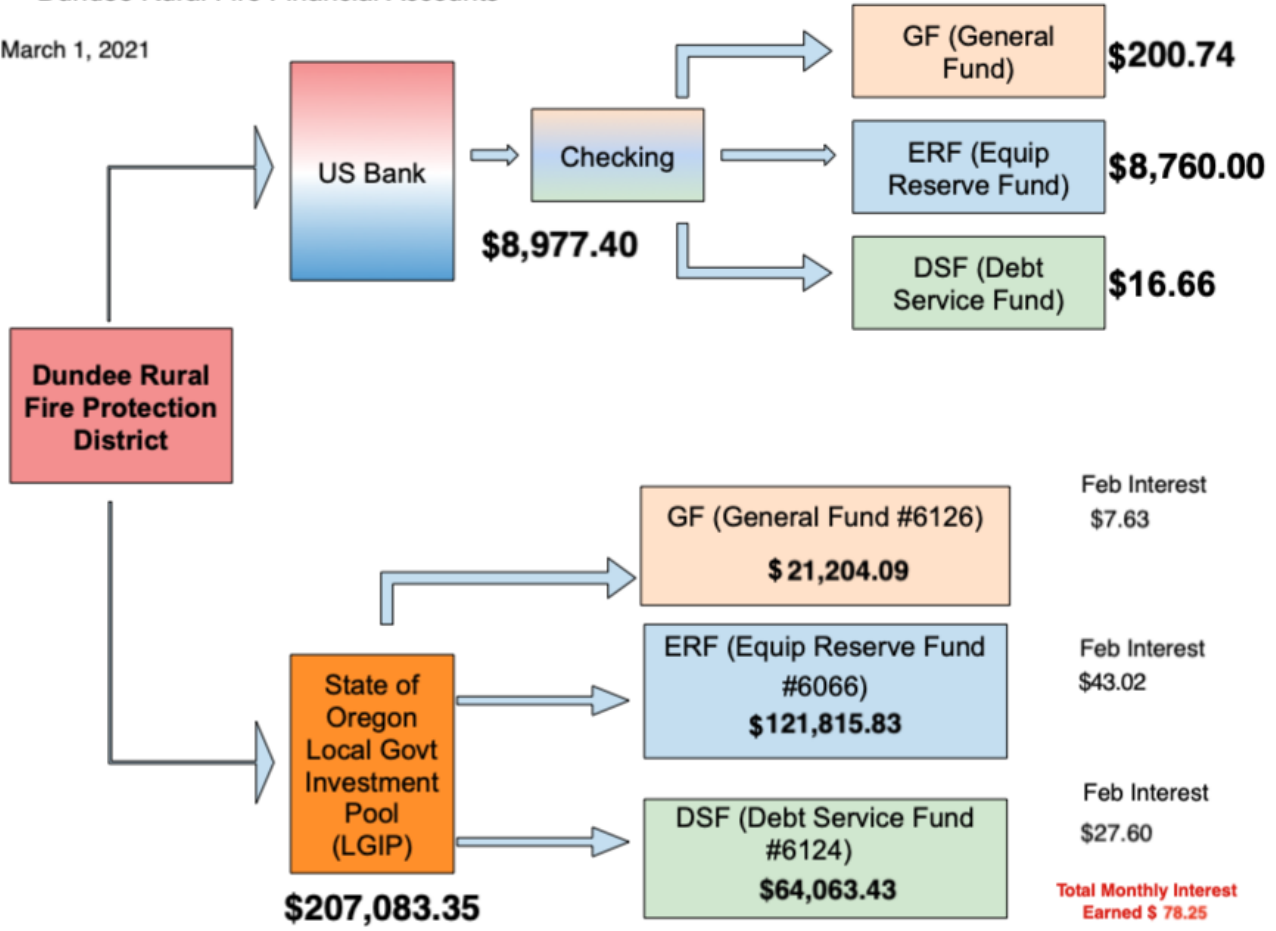 March 1, 2021
US Bank
Checking
$8,977.40
GF (General
Fund)
$200.74
ERF (Equip
Reserve Fund)
$8,760.00
DSF (Debt
Service Fund)
$16.66
Dundee Rural
Fire Protection
District
State of
Oregon
Local Govt
Investment
Pool
(LGIP)
$207,083.35
GF (General Fund #6126)
$ 21,204.09
Feb Interest
$7.63
ERF (Equip Reserve Fund
#6066)
$121,815.83
Feb Interest
$43.02
DSF (Debt Service Fund
#6124)
$64,063.43
Feb Interest
$27.60
Total Monthly Interest
Earned $ 78.25